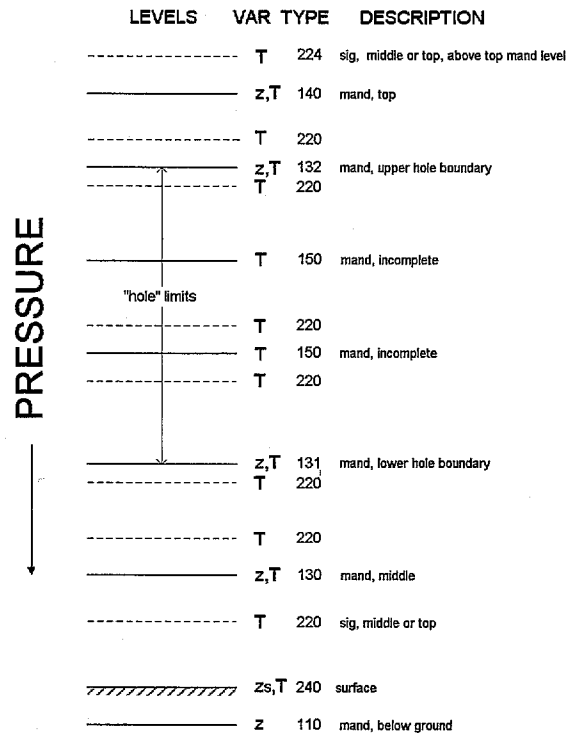 LEVELS VAR TYPE DESCRIPTION
T 224 sig, middle or top, above top mand level
z,T 140 mand, top
T 220
z,T 132 mand, upper hole boundary
T 220
T 150 mand, incomplete
"hole" limits
T 220
T 150 mand, incomplete
T 220
z,T 131 mand, lower hole boundary
T 220
T 220
z,T 130 mand, middle
T 220 sig, middle or top
zs,T 240 surface
z 110 mand, below ground
PRESSURE